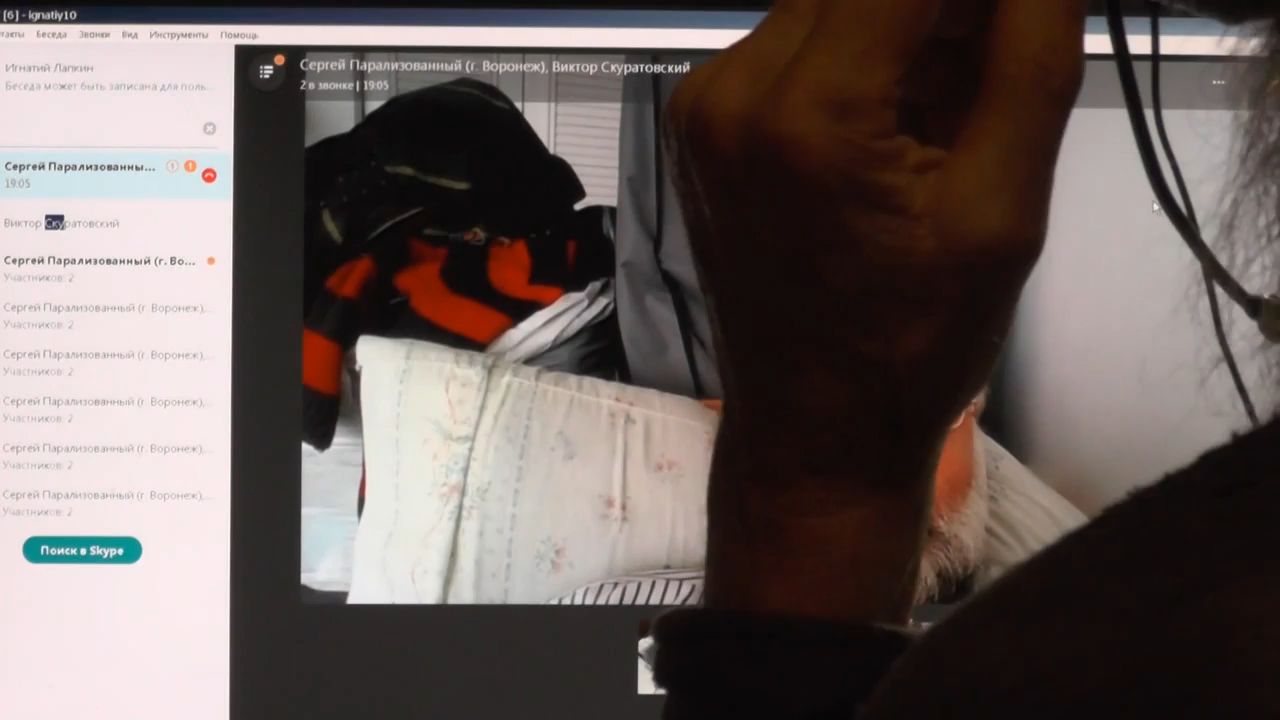 [6] - ignatiy10
такты Беседа Звонки Вид Инструменты Помощь
Игнатий Лапкин
Беседа может быть записана для поль...
Сергей Парализованны...
19:05
Виктор Скуратовский
Сергей Парализованный (г. Во...
Участников: 2
Сергей Парализованный (г. Воронеж),...
Участников: 2
Сергей Парализованный (г. Воронеж),...
Участников: 2
Сергей Парализованный (г. Воронеж),...
Участников: 2
Сергей Парализованный (г. Воронеж),...
Участников: 2
Сергей Парализованный (г. Воронеж),...
Участников: 2
Поиск в Skype
Сергей Парализованный (г. Воронеж), Виктор Скуратовский
2 в звонке | 19:05